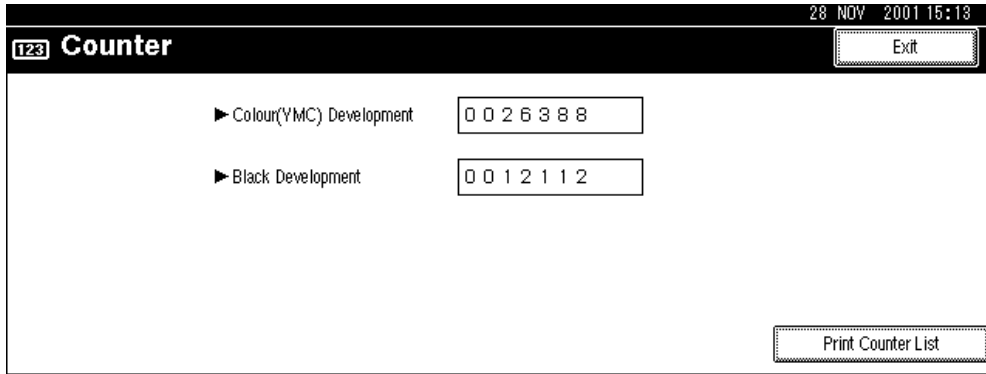 28 NOV 2001 15:13
123 Counter
Exit
►Colour(YMC) Development 0026388
►Black Development 0012112
Print Counter List